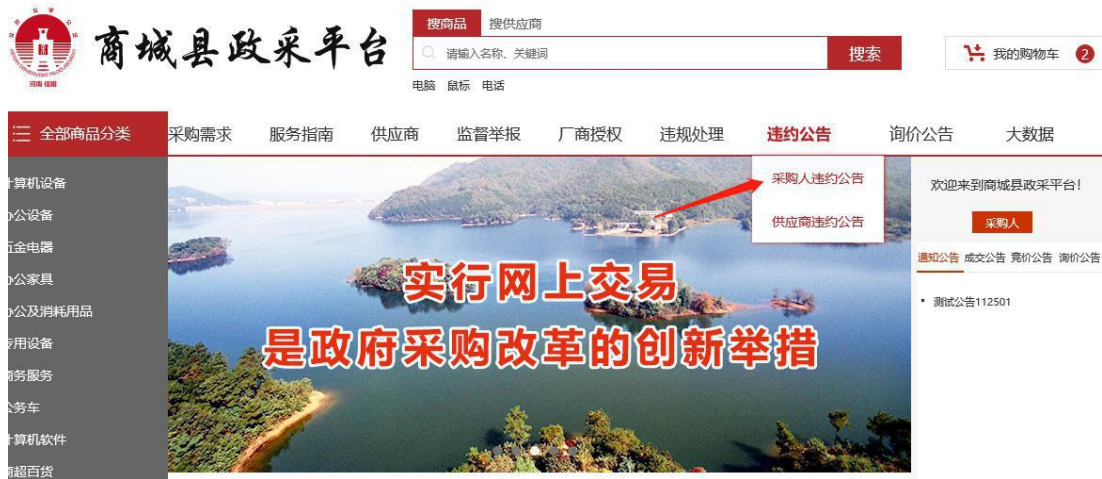 商城县政采平台
河南 信阳
搜商品 搜供应商
请输入名称、关键词
搜索
我的购物车 2
电脑 鼠标 电话
全部商品分类 采购需求 服务指南 供应商 监督举报 厂商授权 违规处理 违约公告 询价公告 大数据
计算机设备
办公设备
五金电器
办公家具
办公及消耗用品
专用设备
商务服务
公务车
计算机软件
商超百货
采购人违约公告
供应商违约公告
实行网上交易
是政府采购改革的创新举措
欢迎来到商城县政采平台!
采购人
通知公告 成交公告 竞价公告 询价公告
测试公告112501